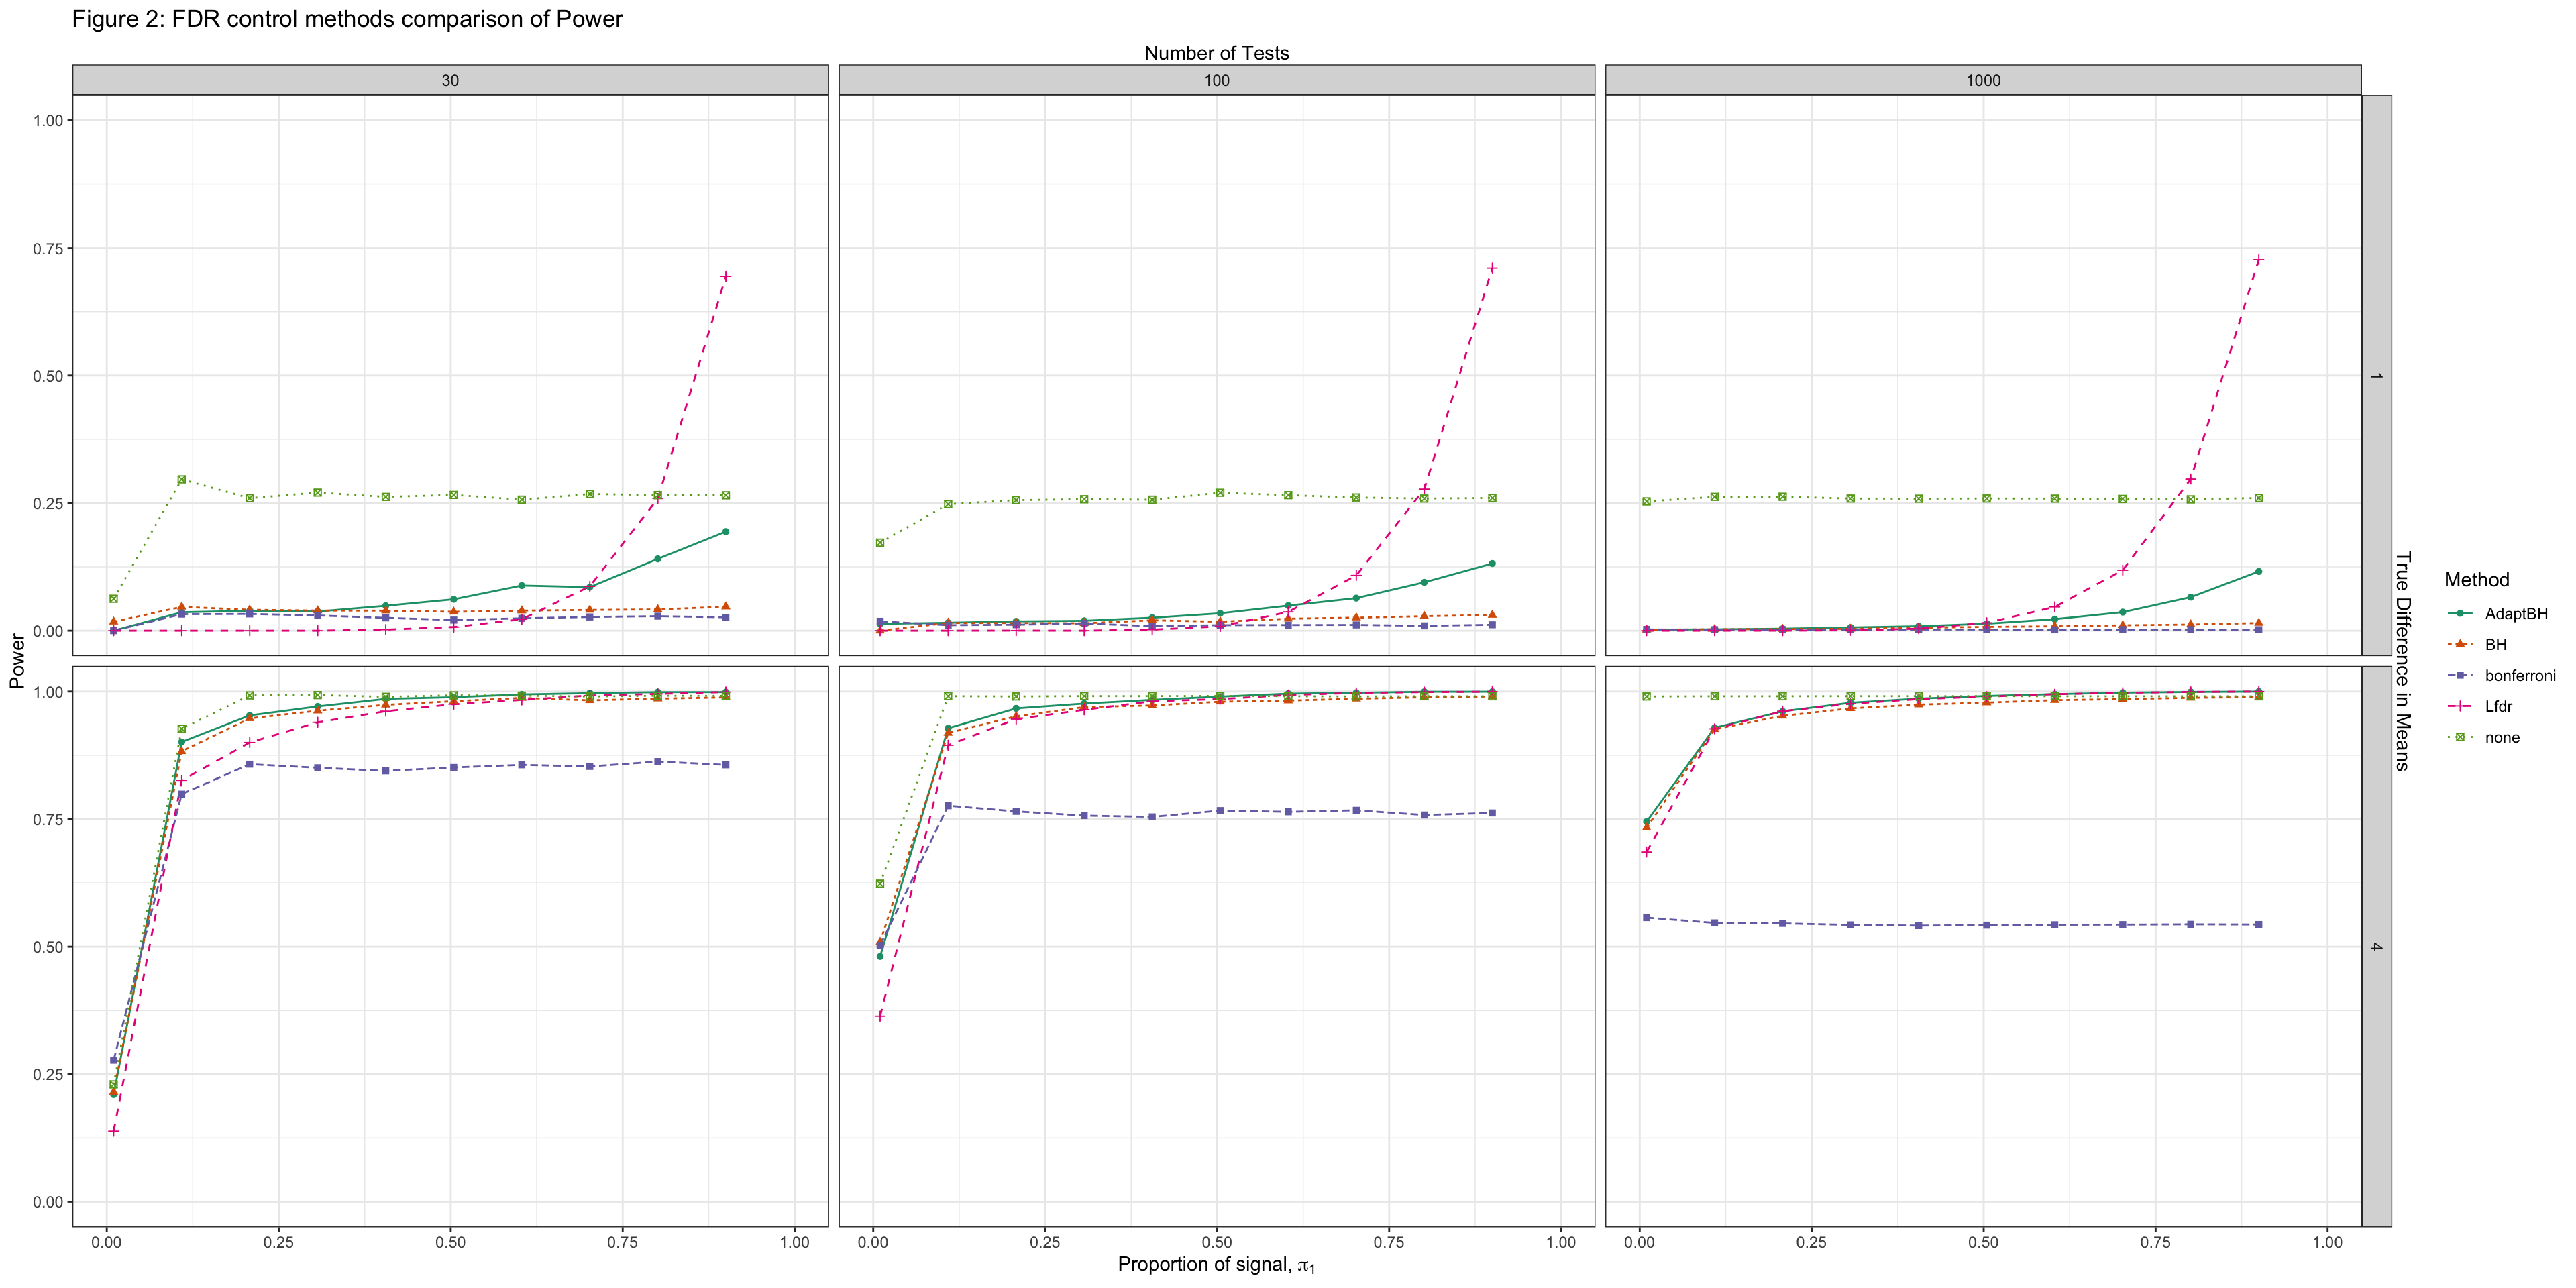 Figure 2: FDR control methods comparison of Power
Number of Tests
30
100
1000
1.00
0.75
0.50
0.25
0.00
1
1.00
0.75
0.50
0.25
0.00
4
Power
True Difference in Means
0.00 0.25 0.50 0.75 1.00
0.00 0.25 0.50 0.75 1.00
0.00 0.25 0.50 0.75 1.00
Proportion of signal, π₁
Method
AdaptBH
BH
bonferroni
Lfdr
none